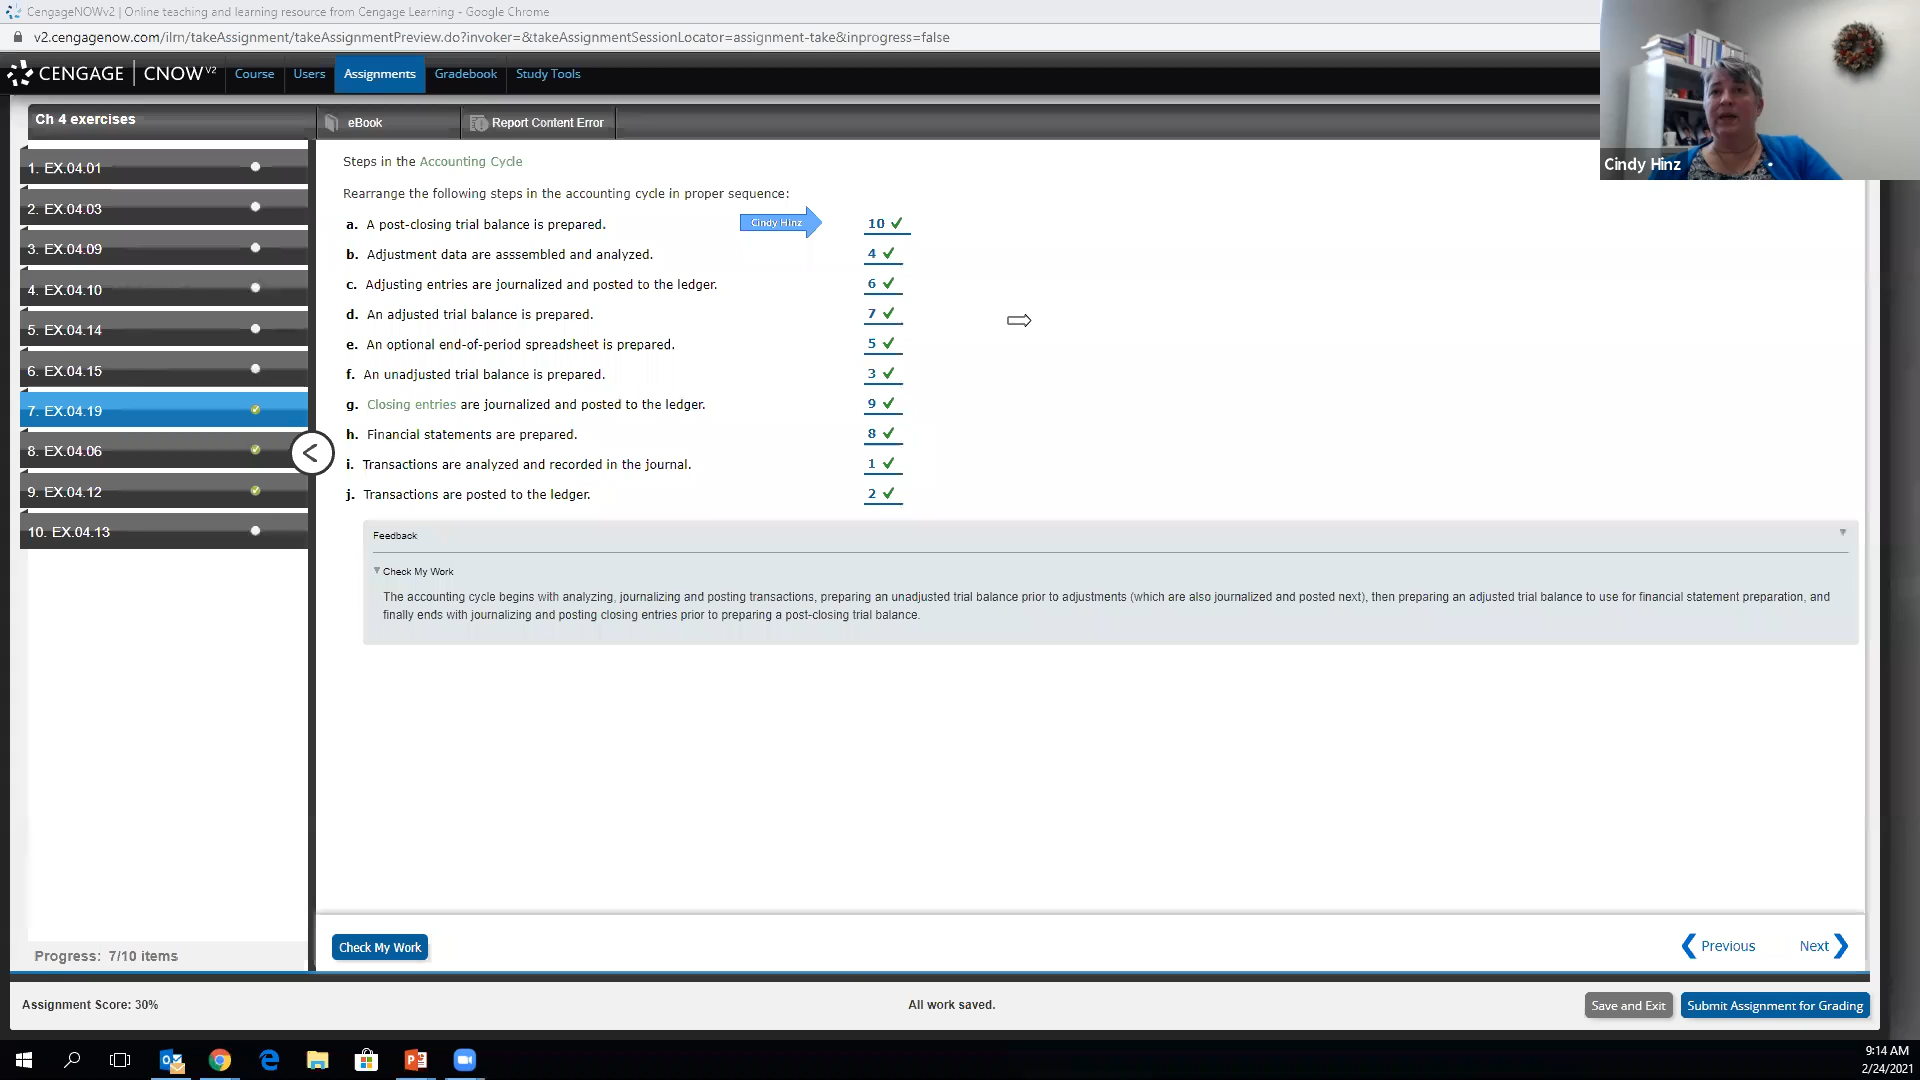 CengageNOWv2 | Online teaching and learning resource from Cengage Learning - Google Chrome
v2.cengagenow.com/ilrn/takeAssignment/takeAssignmentPreview.do?invoker=&takeAssignmentSessionLocator=assignment-take&inprogress=false
CENGAGE | CNOWv2 Course Users Assignments Gradebook Study Tools
Ch 4 exercises
eBook
Report Content Error
Cindy Hinz
1. EX.04.01
2. EX.04.03
3. EX.04.09
4. EX.04.10
5. EX.04.14
6. EX.04.15
7. EX.04.19
8. EX.04.06
9. EX.04.12
10. EX.04.13
Progress: 7/10 items
Steps in the Accounting Cycle
Rearrange the following steps in the accounting cycle in proper sequence:
a. A post-closing trial balance is prepared. Cindy Hinz 10
b. Adjustment data are asssembled and analyzed. 4
c. Adjusting entries are journalized and posted to the ledger. 6
d. An adjusted trial balance is prepared. 7
e. An optional end-of-period spreadsheet is prepared. 5
f. An unadjusted trial balance is prepared. 3
g. Closing entries are journalized and posted to the ledger. 9
h. Financial statements are prepared. 8
i. Transactions are analyzed and recorded in the journal. 1
j. Transactions are posted to the ledger. 2
Feedback
Check My Work
The accounting cycle begins with analyzing, journalizing and posting transactions, preparing an unadjusted trial balance prior to adjustments (which are also journalized and posted next), then preparing an adjusted trial balance to use for financial statement preparation, and
finally ends with journalizing and posting closing entries prior to preparing a post-closing trial balance.
Check My Work
Previous
Next
Assignment Score: 30%
All work saved.
Save and Exit
Submit Assignment for Grading
9:14 AM
2/24/2021